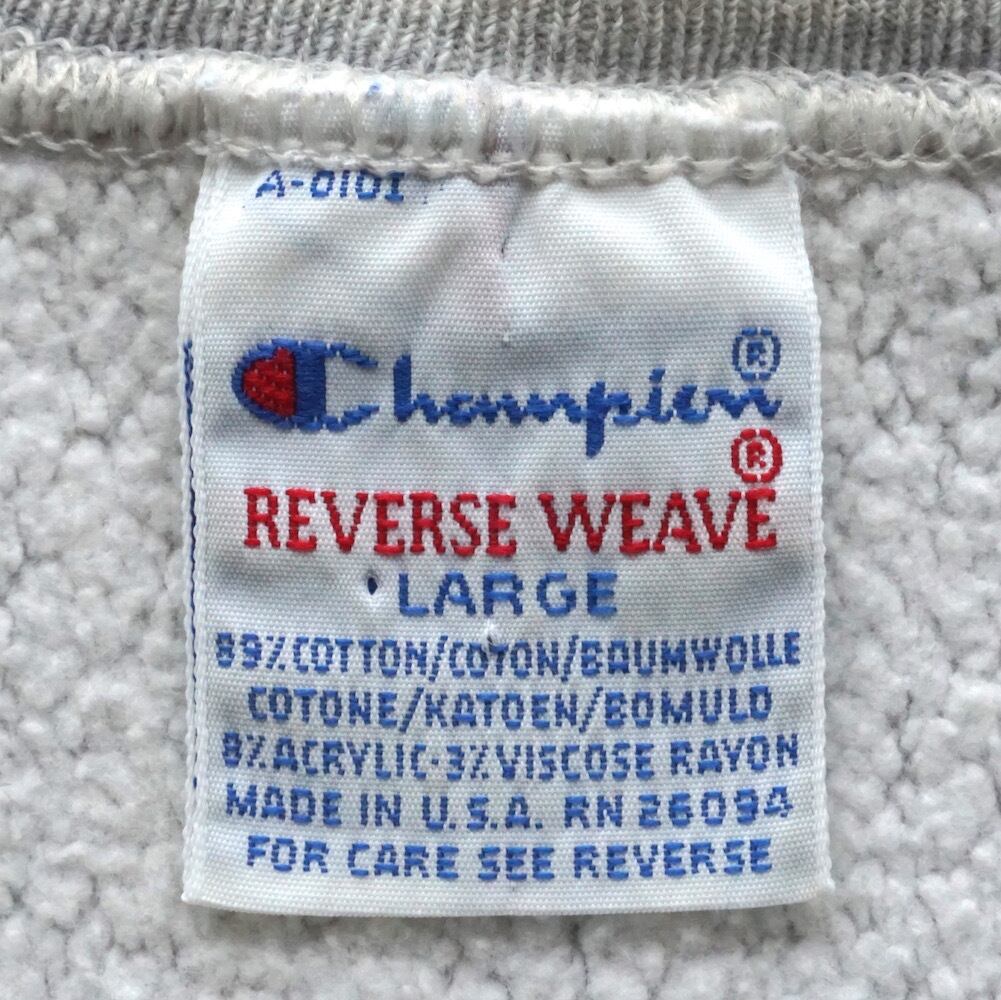 A-0101
Champion®
®
REVERSE WEAVE
LARGE
89%COTTON/COTON/BAUMWOLLE
COTONE/KATOEN/BOMULD
8%ACRYLIC-3%VISCOSE RAYON
MADE IN U.S.A. RN 26094
FOR CARE SEE REVERSE